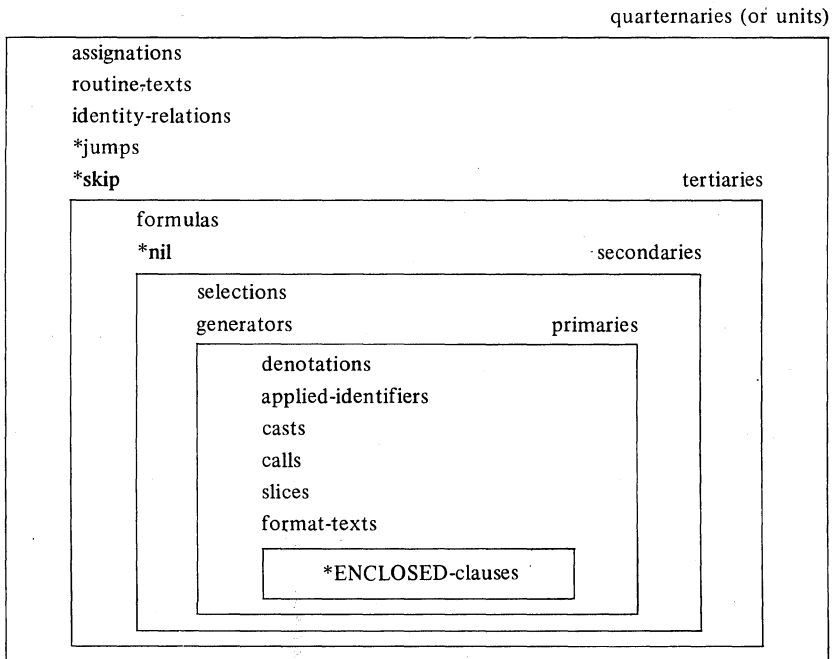 quarternaries (or units)
assignations
routine-texts
identity-relations
*jumps
*skip tertiaries
formulas
*nil secondaries
selections
generators primaries
denotations
applied-identifiers
casts
calls
slices
format-texts
*ENCLOSED-clauses